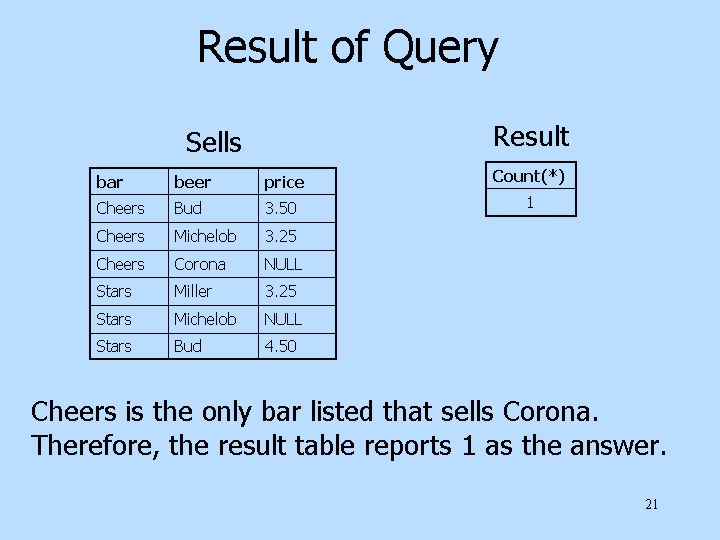 Result of Query
Sells
bar beer price
Cheers Bud 3.50
Cheers Michelob 3.25
Cheers Corona NULL
Stars Miller 3.25
Stars Michelob NULL
Stars Bud 4.50
Result
Count(*)
1
Cheers is the only bar listed that sells Corona.
Therefore, the result table reports 1 as the answer.
21